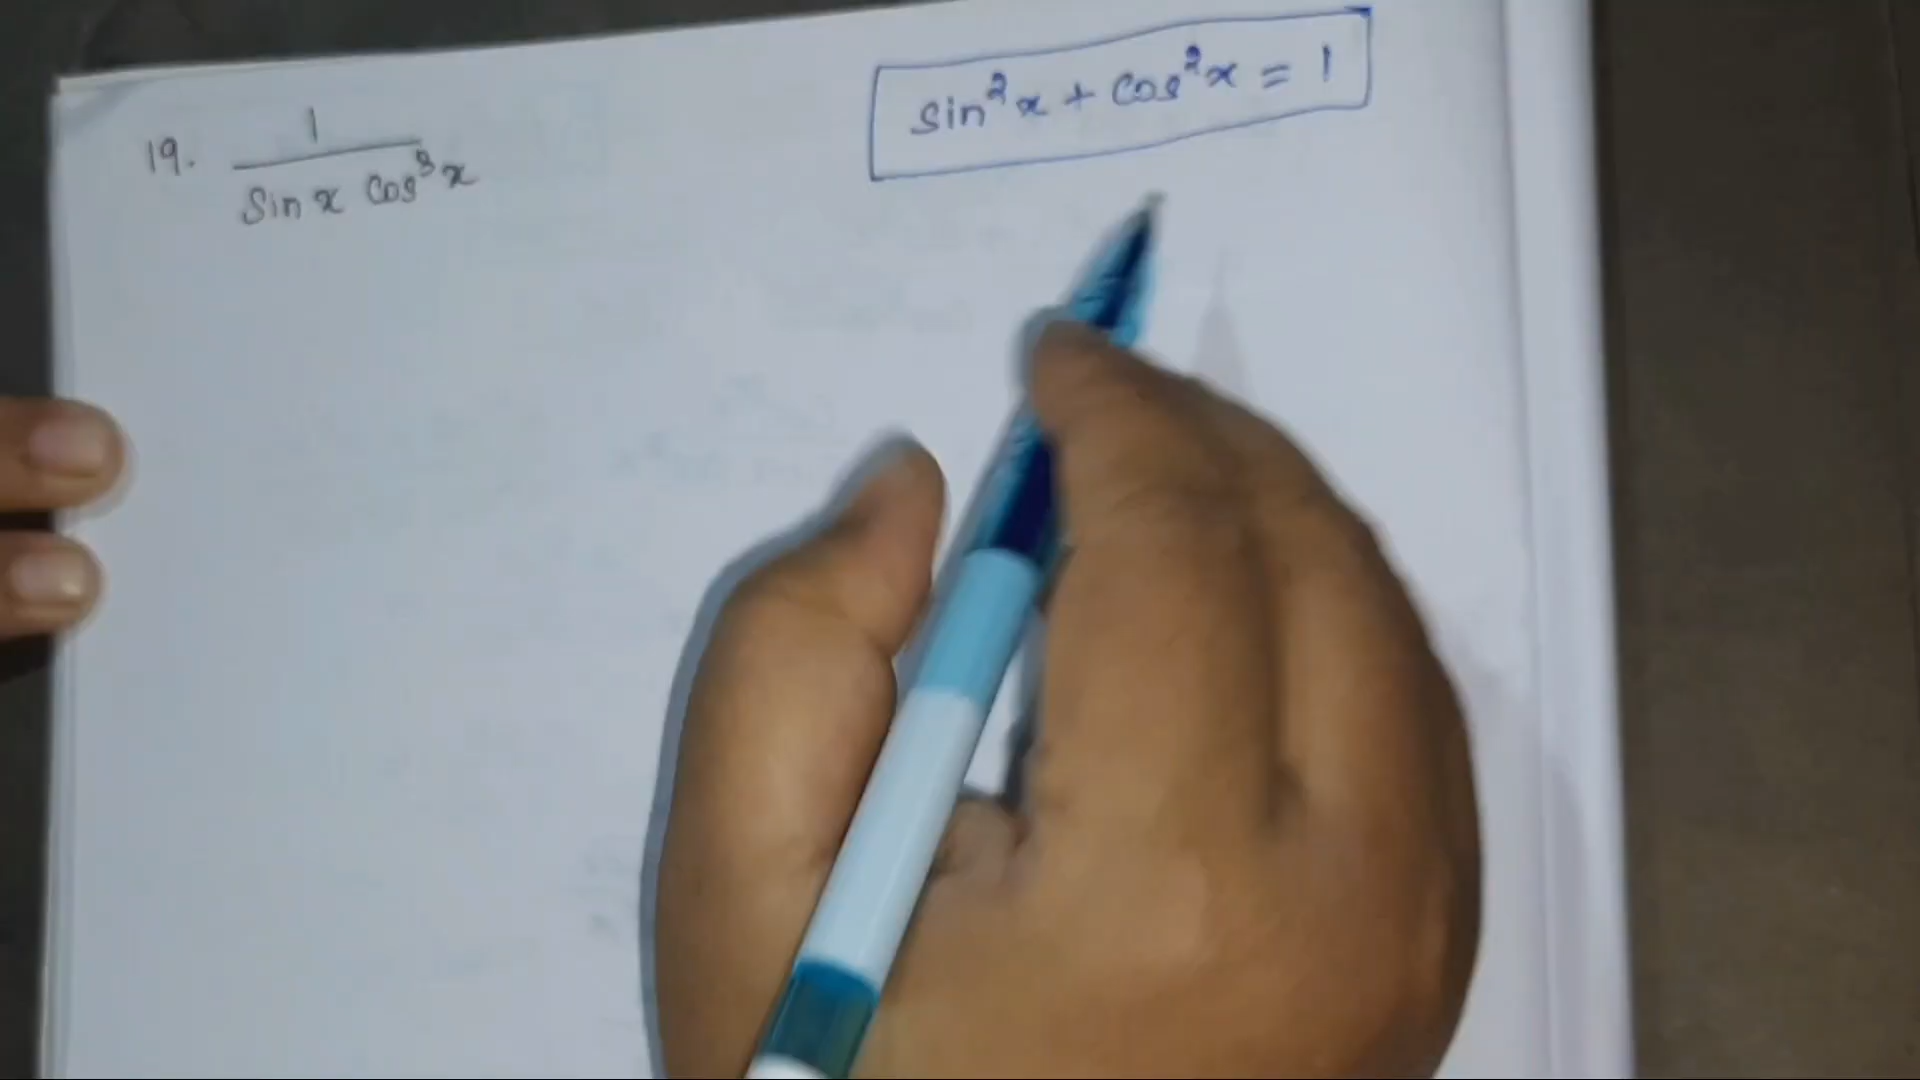 19. 1
Sin x Cos³x
sin²x + Cos²x = 1